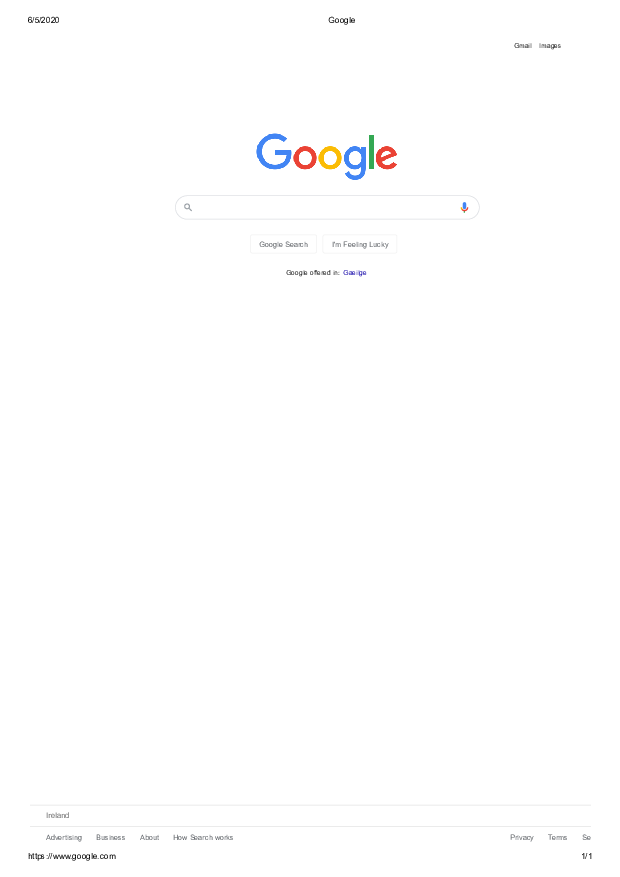 6/5/2020 Google
Gmail Images
Google
Google Search I'm Feeling Lucky
Google offered in: Gaeilge
Ireland
Advertising Business About How Search works Privacy Terms Se
https://www.google.com 1/1